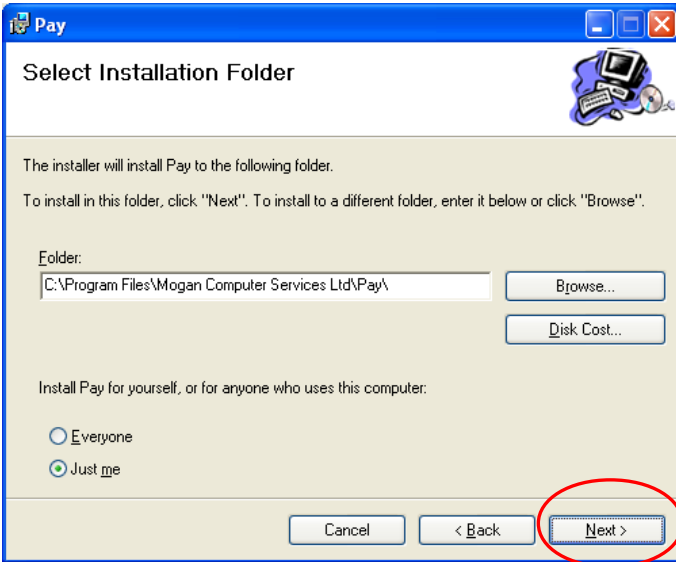 Pay
Select Installation Folder
The installer will install Pay to the following folder.
To install in this folder, click "Next". To install to a different folder, enter it below or click "Browse".
Folder:
C:\Program Files\Mogan Computer Services Ltd\Pay\
Browse...
Disk Cost...
Install Pay for yourself, or for anyone who uses this computer:
Everyone
Just me
Cancel
< Back
Next >